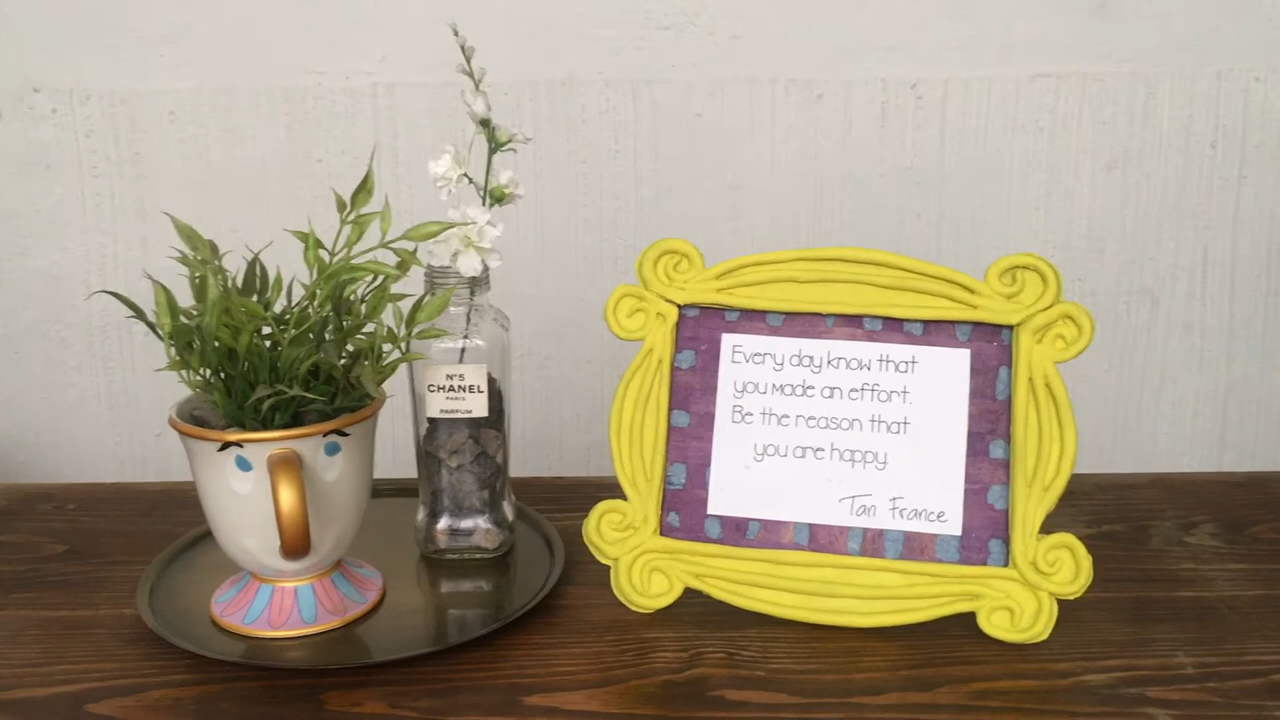 N°5
CHANEL
PARIS
PARFUM
Every day know that
you made an effort.
Be the reason that
you are happy
Tan France